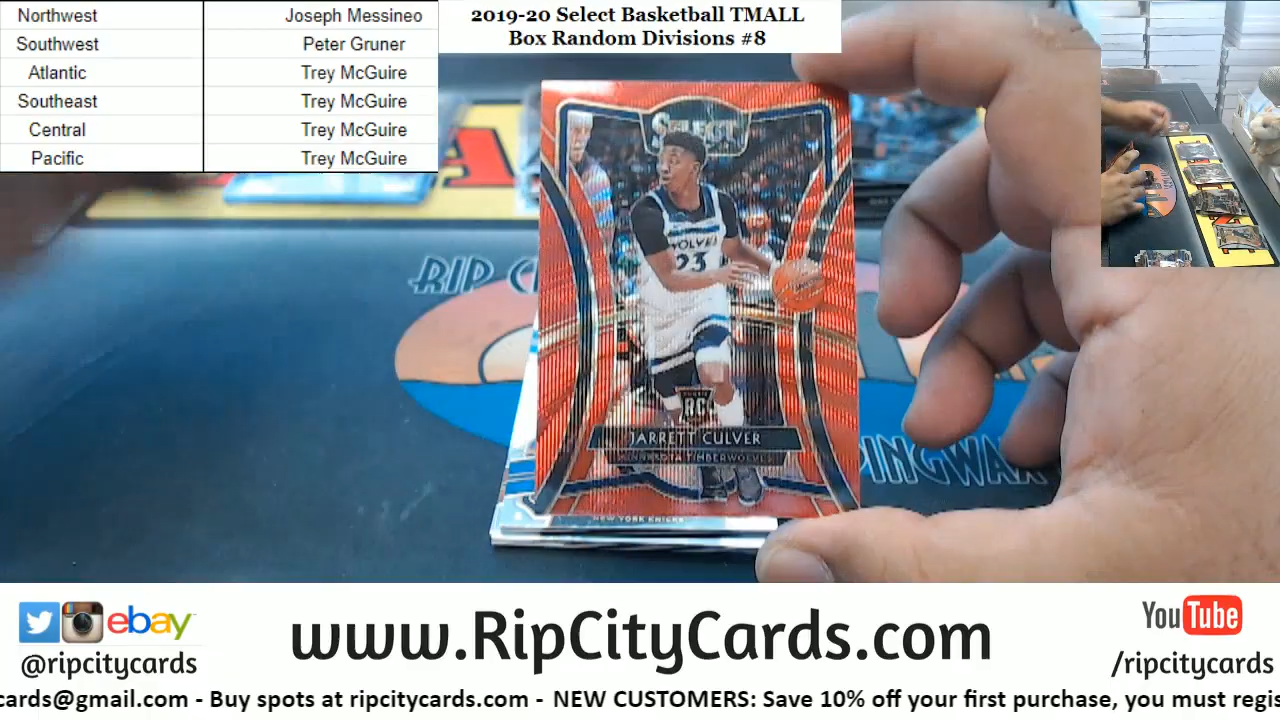 Northwest Joseph Messineo
Southwest Peter Gruner
Atlantic Trey McGuire
Southeast Trey McGuire
Central Trey McGuire
Pacific Trey McGuire
2019-20 Select Basketball TMALL
Box Random Divisions #8
SELECT
WOLVES
23
RC
JARRETT CULVER
MINNESOTA TIMBERWOLVES
NEW YORK KNICKS
RIP C
PINGWAX
ebay
@ripcitycards
www.RipCityCards.com
YouTube
/ripcitycards
cards@gmail.com - Buy spots at ripcitycards.com - NEW CUSTOMERS: Save 10% off your first purchase, you must regis